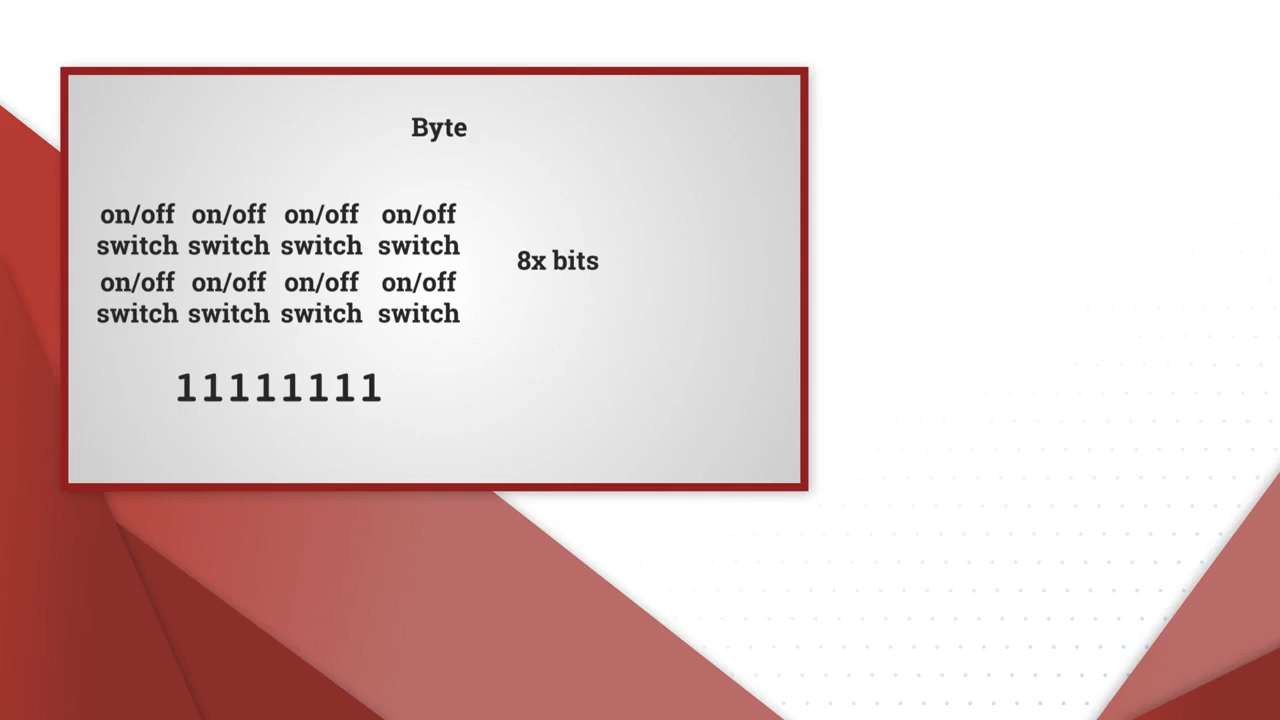 Byte
on/off on/off on/off on/off
switch switch switch switch
8x bits
on/off on/off on/off on/off
switch switch switch switch
11111111